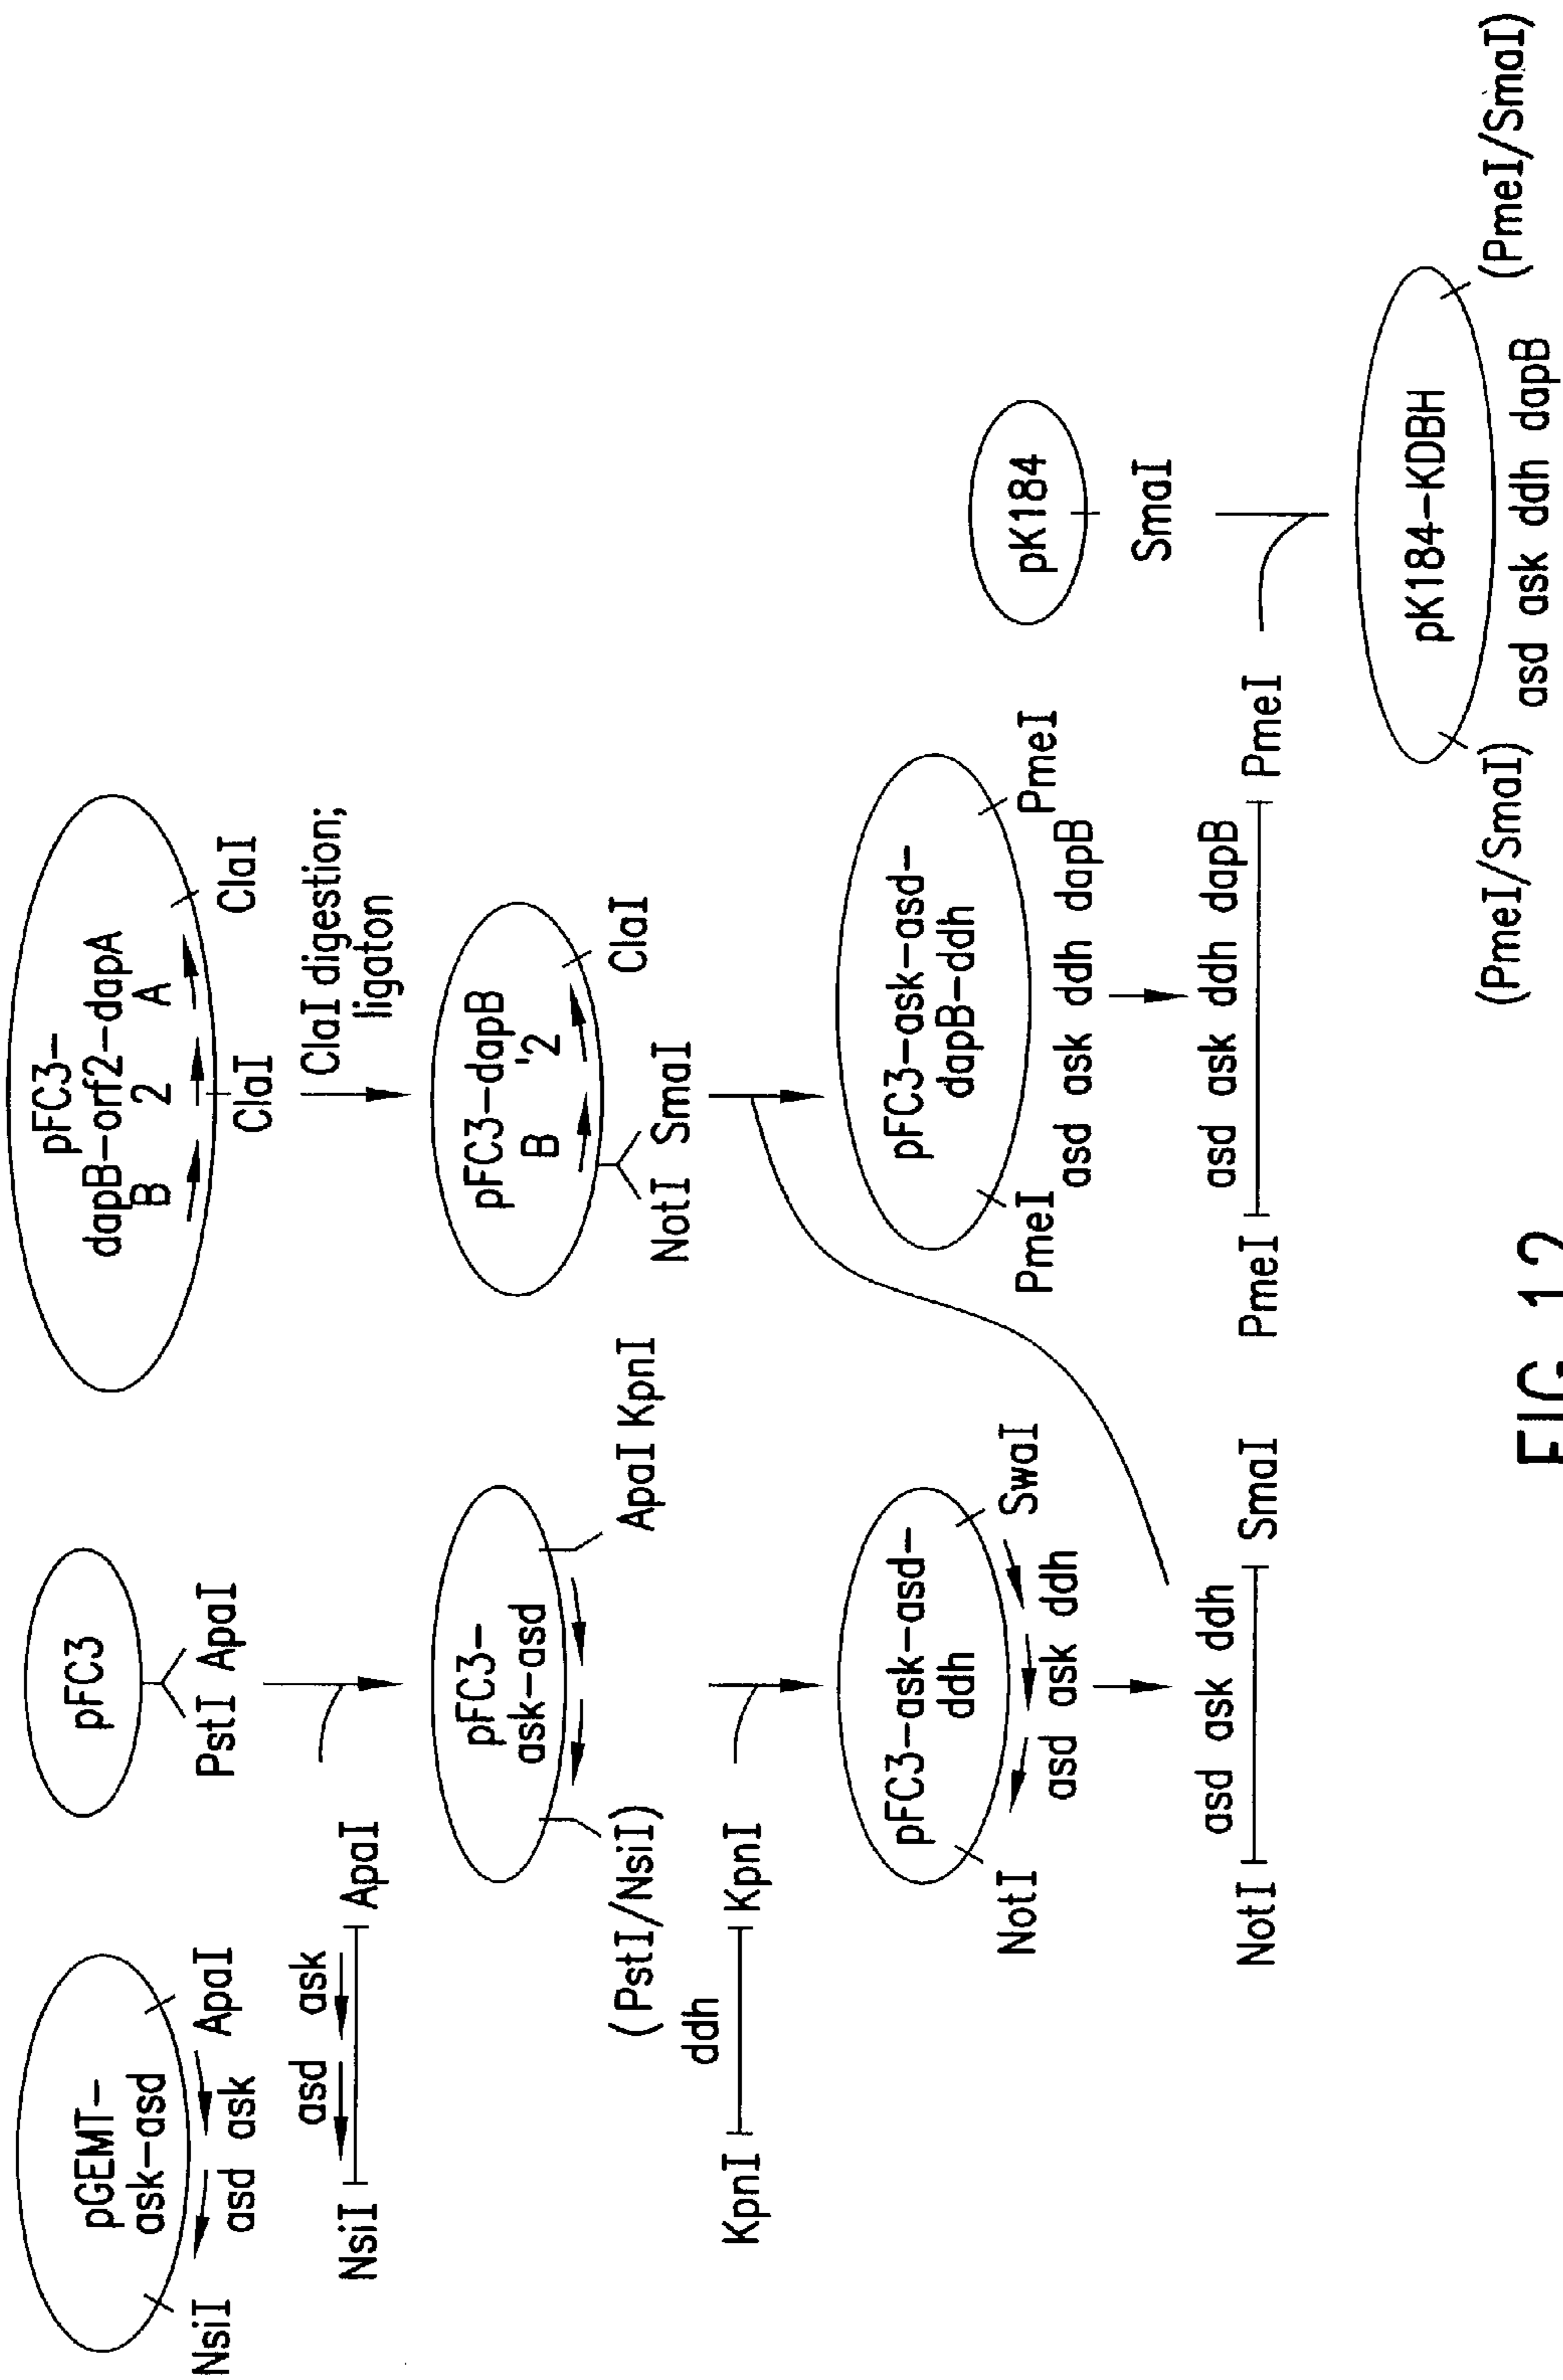 pGEMT-
ask-asd
NsiI
ApaI
asd ask
asd ask
NsiI
ApaI
pFC3
PstI ApaI
pFC3-
ask-asd
(PstI/NsiI)
ApaI KpnI
ddh
KpnI
KpnI
pFC3-ask-asd-
ddh
NotI
SwaI
asd ask ddh
asd ask ddh
NotI
SmaI
pFC3-
dapB-orf2-dapA
B 2 A
ClaI
ClaI
ClaI digestion;
ligaton
pFC3-dapB
B '2
NotI SmaI
ClaI
pFC3-ask-asd-
dapB-ddh
PmeI
PmeI
asd ask ddh dapB
asd ask ddh dapB
PmeI
PmeI
pK184
SmaI
pK184-KDBH
(PmeI/SmaI)
(PmeI/SmaI)
asd ask ddh dapB
FIG. 12